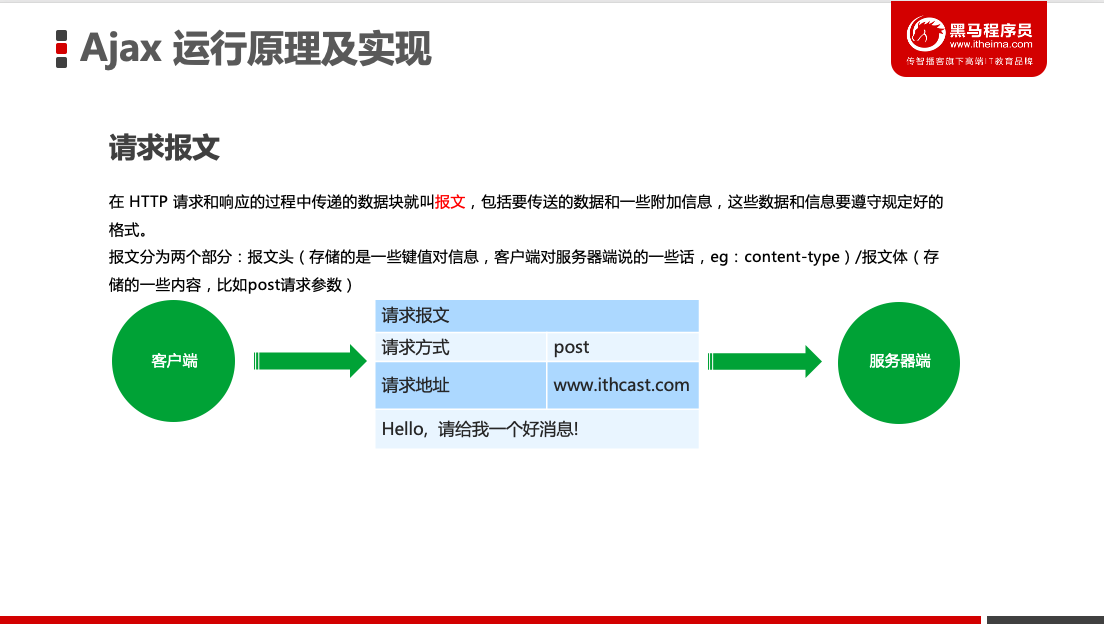 Ajax 运行原理及实现
黑马程序员
www.itheima.com
传智播客旗下高端IT教育品牌
请求报文
在 HTTP 请求和响应的过程中传递的数据块就叫报文，包括要传送的数据和一些附加信息，这些数据和信息要遵守规定好的
格式。
报文分为两个部分：报文头（存储的是一些键值对信息，客户端对服务器端说的一些话，eg：content-type）/报文体（存
储的一些内容，比如post请求参数）
客户端
请求报文
请求方式 post
请求地址 www.ithcast.com
Hello, 请给我一个好消息!
服务器端